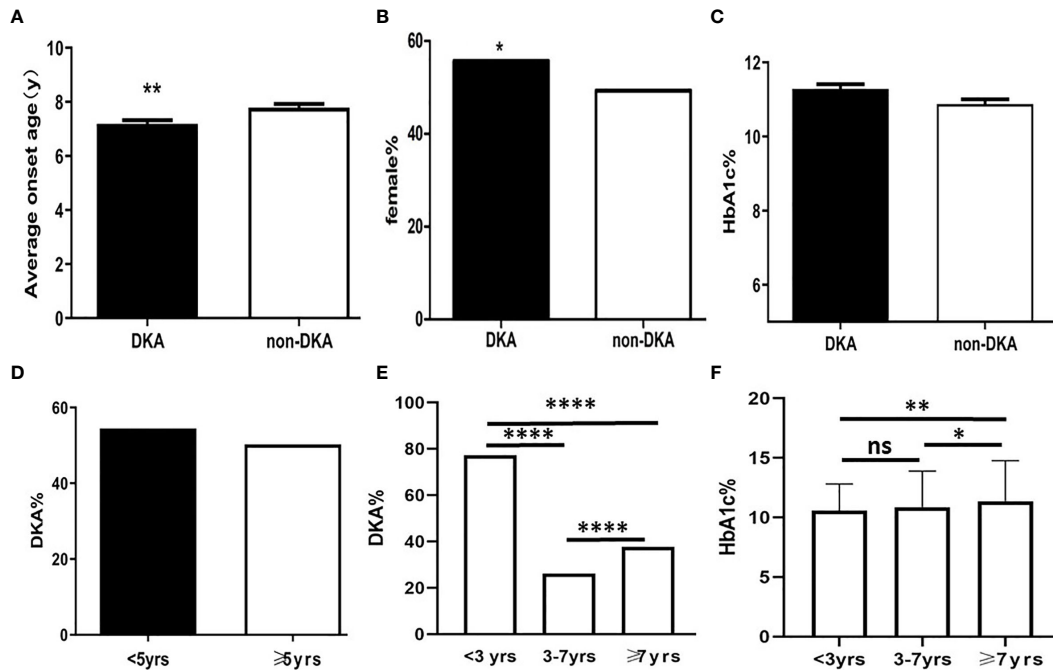 A
Average onset age(y)
10
8
6
4
2
0
**
DKA
non-DKA
B
female%
60
40
20
0
*
DKA
non-DKA
C
HbA1c%
12
11
10
8
6
DKA
non-DKA
D
DKA%
60
40
20
0
<5yrs
≥5yrs
E
DKA%
100
80
60
40
20
0
****
****
****
<3 yrs
3-7yrs
≥7yrs
F
HbA1c%
20
15
10
5
0
**
ns
*
<3yrs
3-7yrs
≥7yrs